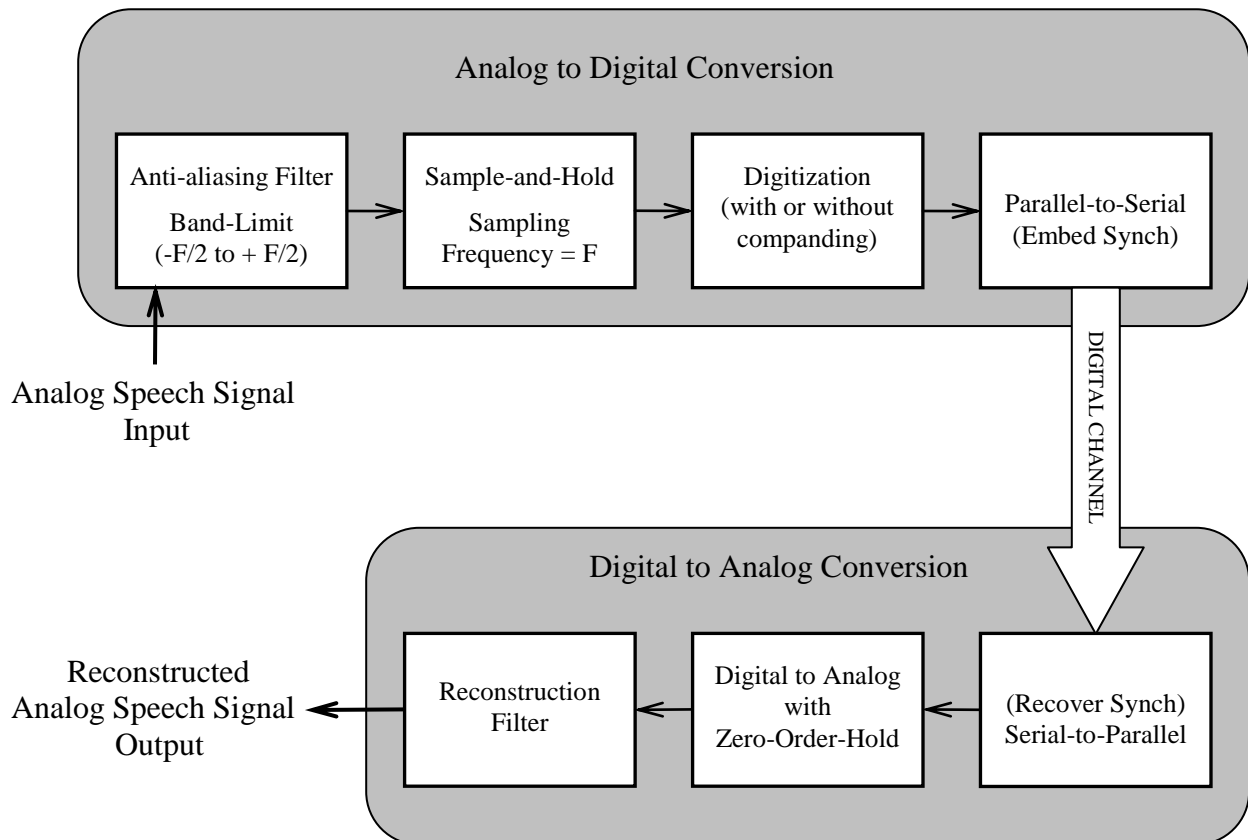 Analog to Digital Conversion
Anti-aliasing Filter
Band-Limit
(-F/2 to + F/2)
Sample-and-Hold
Sampling
Frequency = F
Digitization
(with or without
companding)
Parallel-to-Serial
(Embed Synch)
Analog Speech Signal
Input
DIGITAL CHANNEL
Digital to Analog Conversion
(Recover Synch)
Serial-to-Parallel
Digital to Analog
with
Zero-Order-Hold
Reconstruction
Filter
Reconstructed
Analog Speech Signal
Output